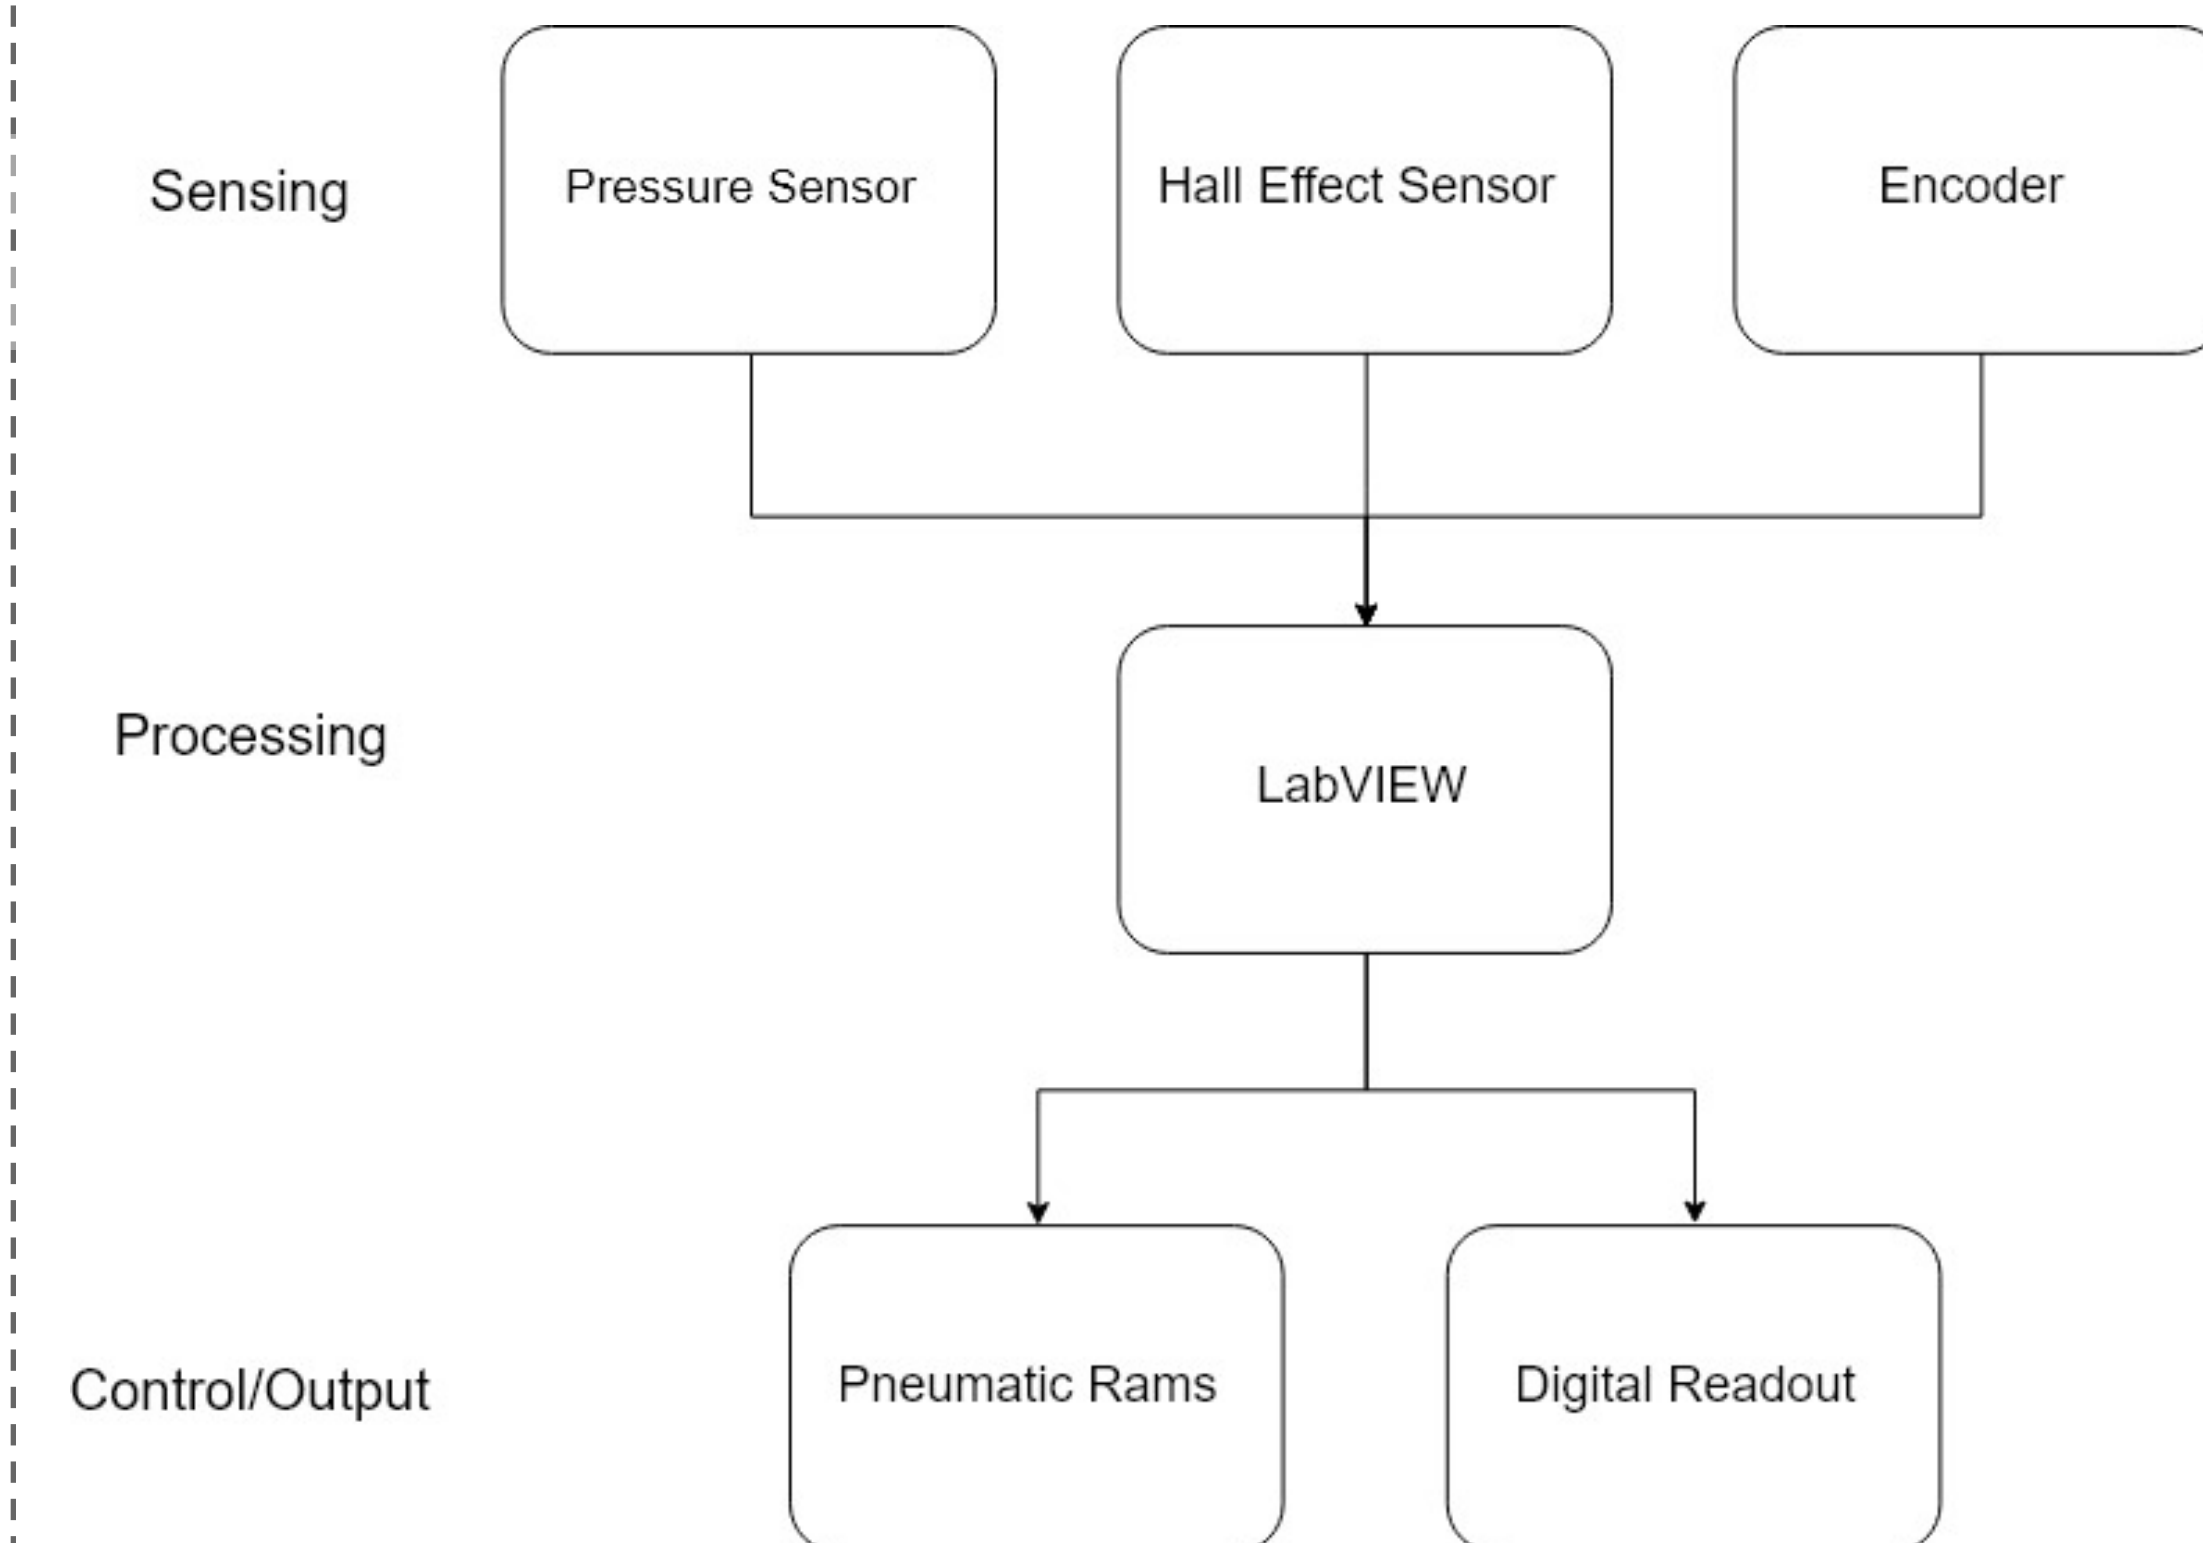 Sensing
Pressure Sensor
Hall Effect Sensor
Encoder
Processing
LabVIEW
Control/Output
Pneumatic Rams
Digital Readout